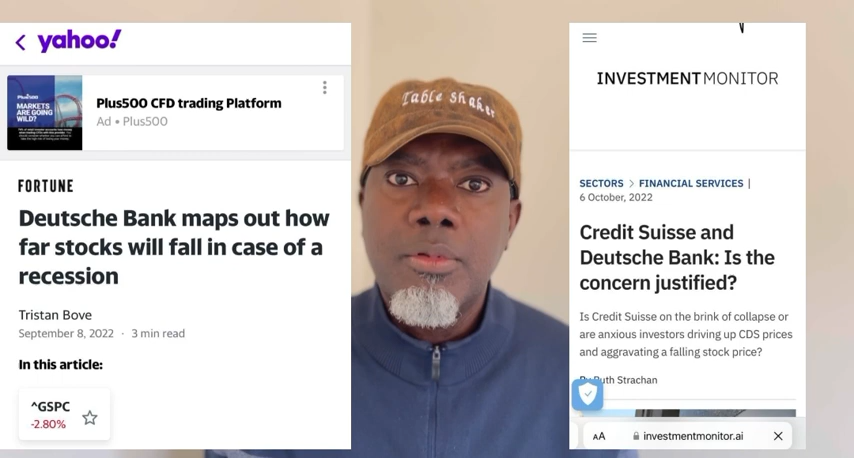 yahoo!
Plus500
MARKETS
ARE GOING
WILD?
Plus500 CFD trading Platform
Ad • Plus500
FORTUNE
Deutsche Bank maps out how
far stocks will fall in case of a
recession
Tristan Bove
September 8, 2022 · 3 min read
In this article:
^GSPC
-2.80%
Table shaker
INVESTMENT MONITOR
SECTORS > FINANCIAL SERVICES |
6 October, 2022
Credit Suisse and
Deutsche Bank: Is the
concern justified?
Is Credit Suisse on the brink of collapse or
are anxious investors driving up CDS prices
and aggravating a falling stock price?
By Ruth Strachan
AA investmentmonitor.ai